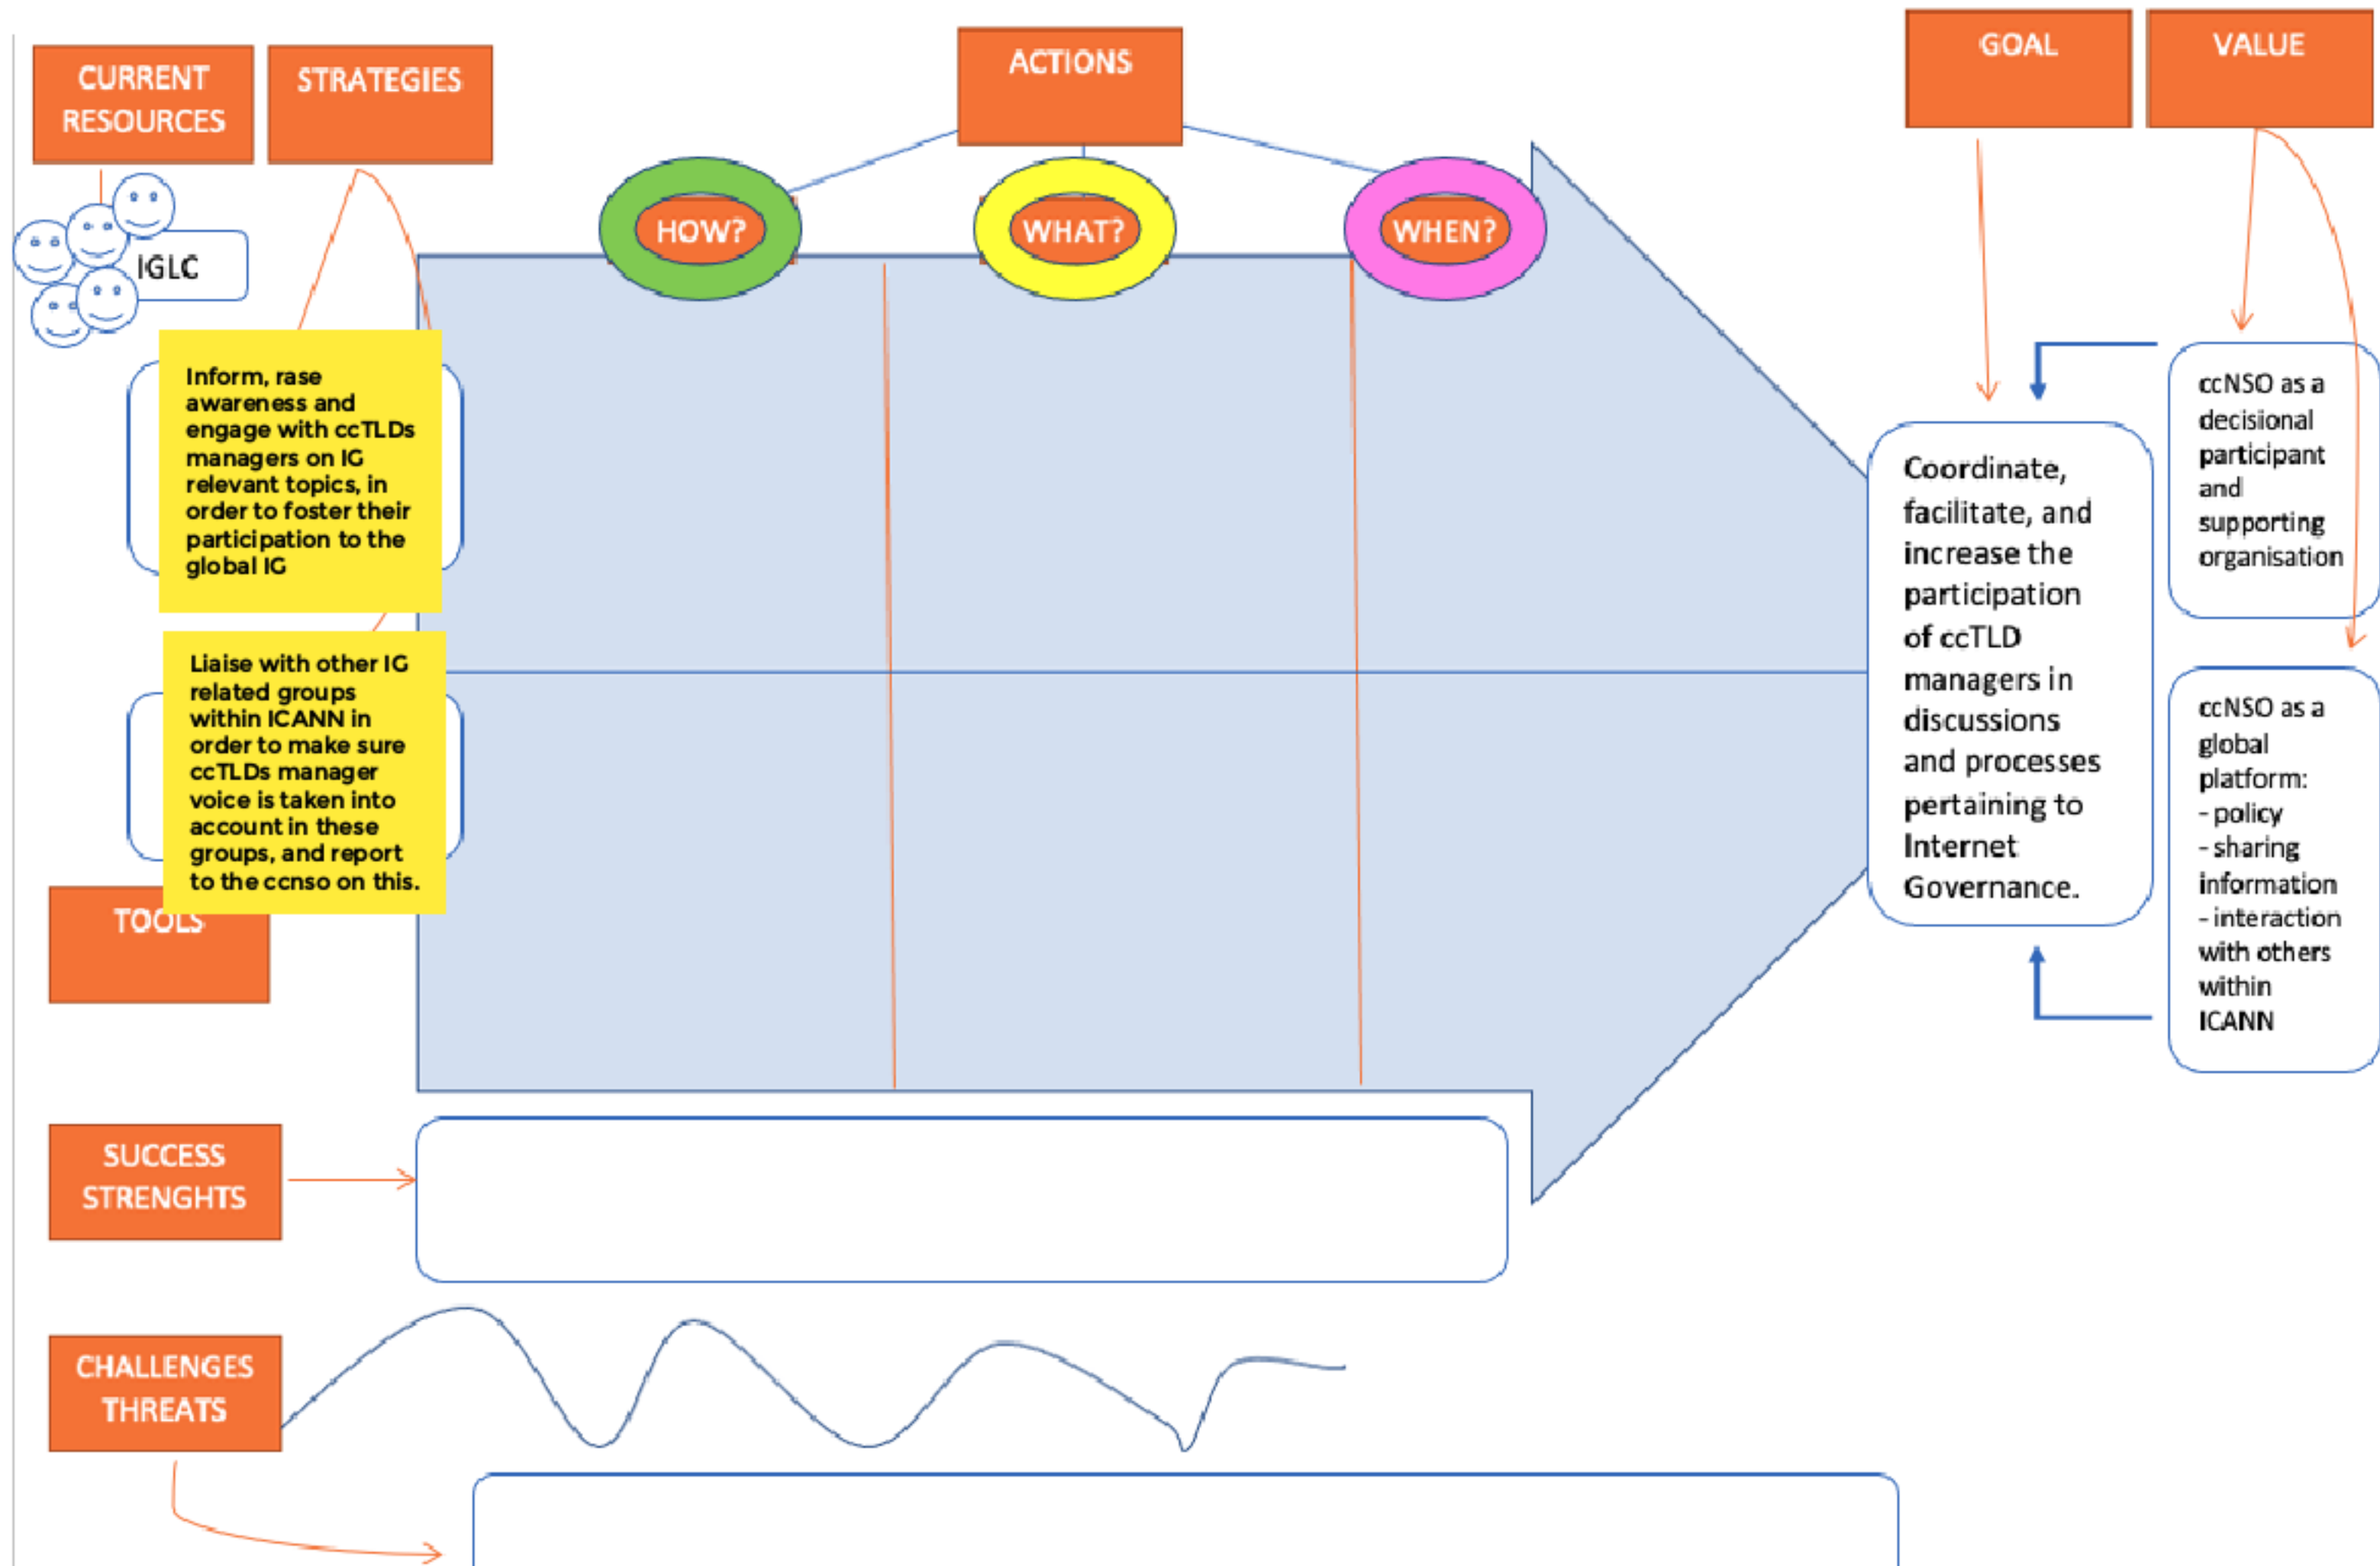 CURRENT
RESOURCES
STRATEGIES
ACTIONS
GOAL
VALUE
HOW?
WHAT?
WHEN?
IGLC
Inform, rase
awareness and
engage with ccTLDs
managers on IG
relevant topics, in
order to foster their
participation to the
global IG
Liaise with other IG
related groups
within ICANN in
order to make sure
ccTLDs manager
voice is taken into
account in these
groups, and report
to the ccnso on this.
Coordinate,
facilitate, and
increase the
participation
of ccTLD
managers in
discussions
and processes
pertaining to
Internet
Governance.
ccNSO as a
decisional
participant
and
supporting
organisation
ccNSO as a
global
platform:
- policy
- sharing
information
- interaction
with others
within
ICANN
TOOLS
SUCCESS
STRENGHTS
CHALLENGES
THREATS